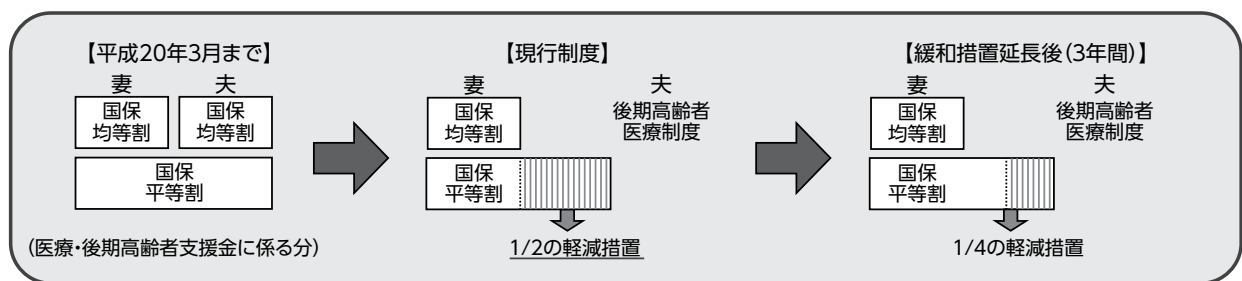 【平成20年3月まで】
妻 夫
国保
均等割
国保
均等割
国保
平等割
(医療・後期高齢者支援金に係る分)
【現行制度】
妻 夫
国保
均等割
後期高齢者
医療制度
国保
平等割
1/2の軽減措置
【緩和措置延長後(3年間)】
妻 夫
国保
均等割
後期高齢者
医療制度
国保
平等割
1/4の軽減措置